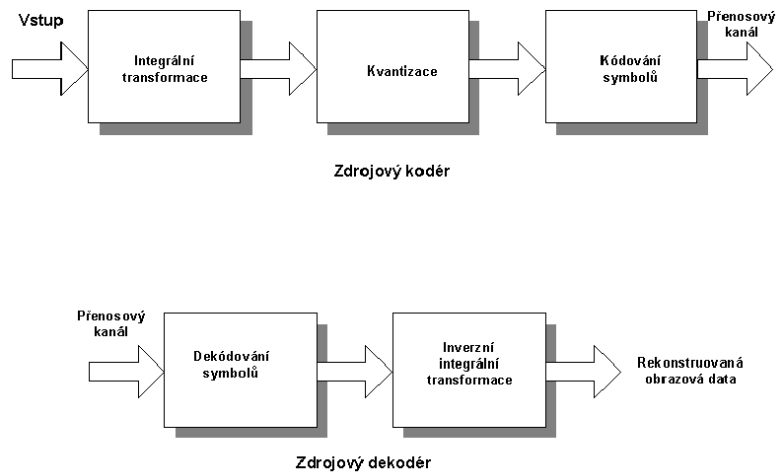 Vstup
Integrální
transformace
Kvantizace
Kódování
symbolů
Přenosový
kanál
Zdrojový kodér
Přenosový
kanál
Dekódování
symbolů
Inverzní
integrální
transformace
Rekonstruovaná
obrazová data
Zdrojový dekodér